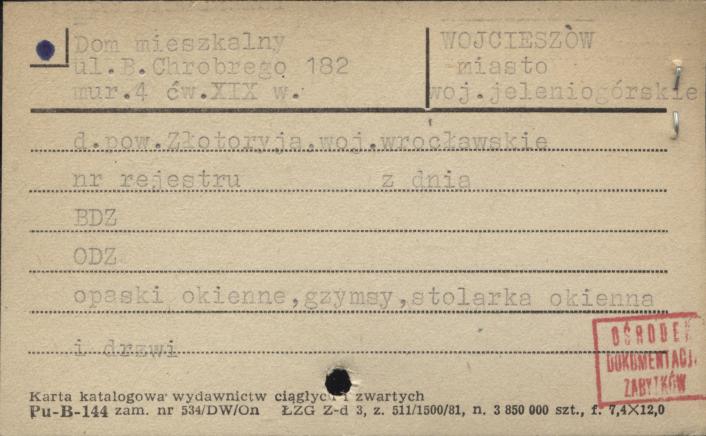 Dom mieszkalny
ul.B.Chrobrego 182
mur.4 ćw.XIX w.
WOJCIESZÓW
miasto
woj.jeleniogórskie
d.pow.Złotoryja,woj.wrocławskie
nr rejestru z dnia
BDZ
ODZ
opaski okienne,gzymsy,stolarka okienna
i drzwi
OŚRODEK
DOKUMENTACJI
ZABYTKÓW
Karta katalogowa wydawnictw ciągłych i zwartych
Pu-B-144 zam. nr 534/DW/On ŁZG Z-d 3, z. 511/1500/81, n. 3 850 000 szt., f. 7,4×12,0